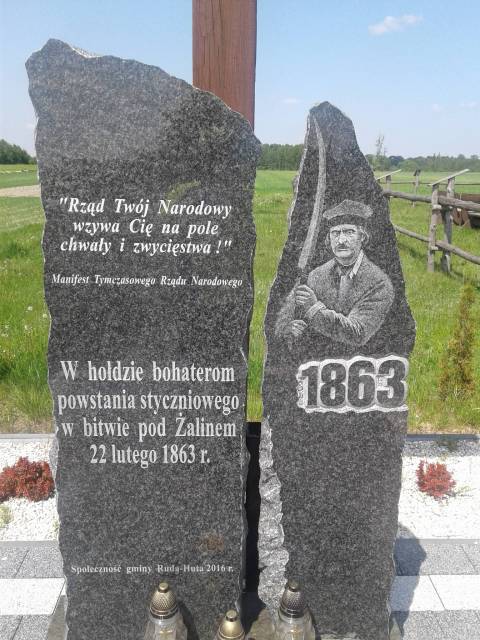 "Rząd Twój Narodowy
wzywa Cię na pole
chwały i zwycięstwa!"
Manifest Tymczasowego Rządu Narodowego
W hołdzie bohaterom
powstania styczniowego
w bitwie pod Żalinem
22 lutego 1863 r.
Społeczność gminy Ruda-Huta 2016 r.
1863